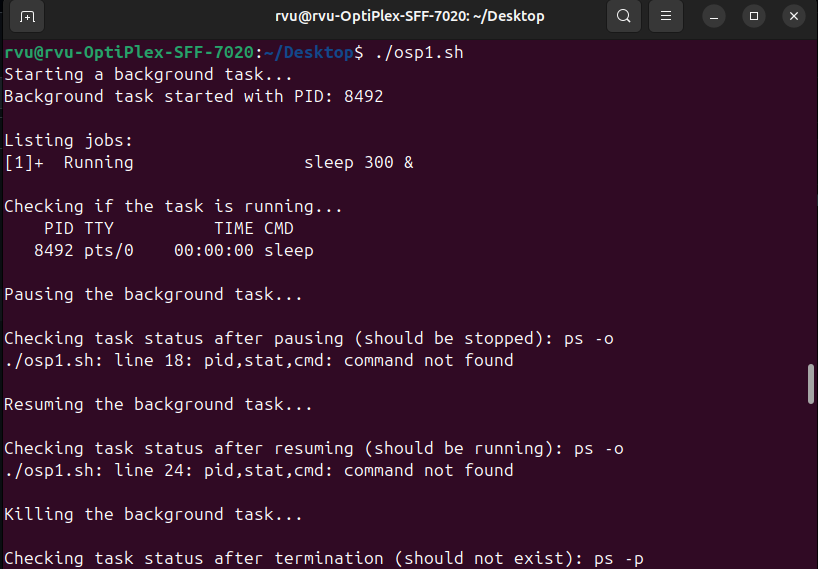 rvu@rvu-OptiPlex-SFF-7020: ~/Desktop
rvu@rvu-OptiPlex-SFF-7020:~/Desktop$ ./osp1.sh
Starting a background task...
Background task started with PID: 8492
Listing jobs:
[1]+  Running                 sleep 300 &
Checking if the task is running...
    PID TTY          TIME CMD
   8492 pts/0    00:00:00 sleep
Pausing the background task...
Checking task status after pausing (should be stopped): ps -o
./osp1.sh: line 18: pid,stat,cmd: command not found
Resuming the background task...
Checking task status after resuming (should be running): ps -o
./osp1.sh: line 24: pid,stat,cmd: command not found
Killing the background task...
Checking task status after termination (should not exist): ps -p